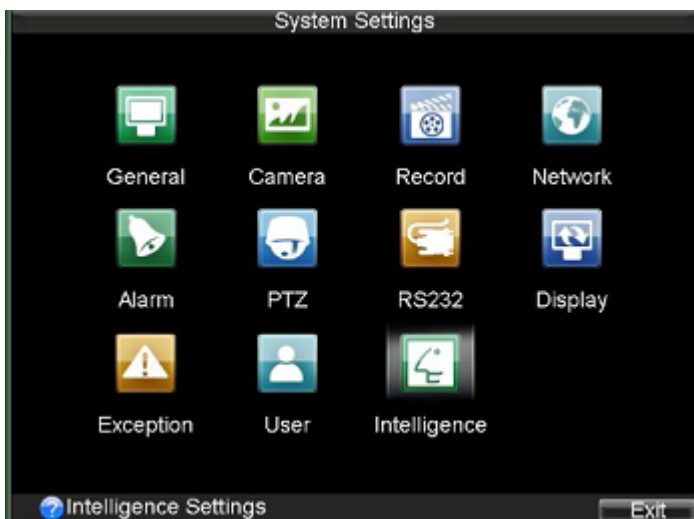 System Settings
General Camera Record Network
Alarm PTZ RS232 Display
Exception User Intelligence
Intelligence Settings Exit